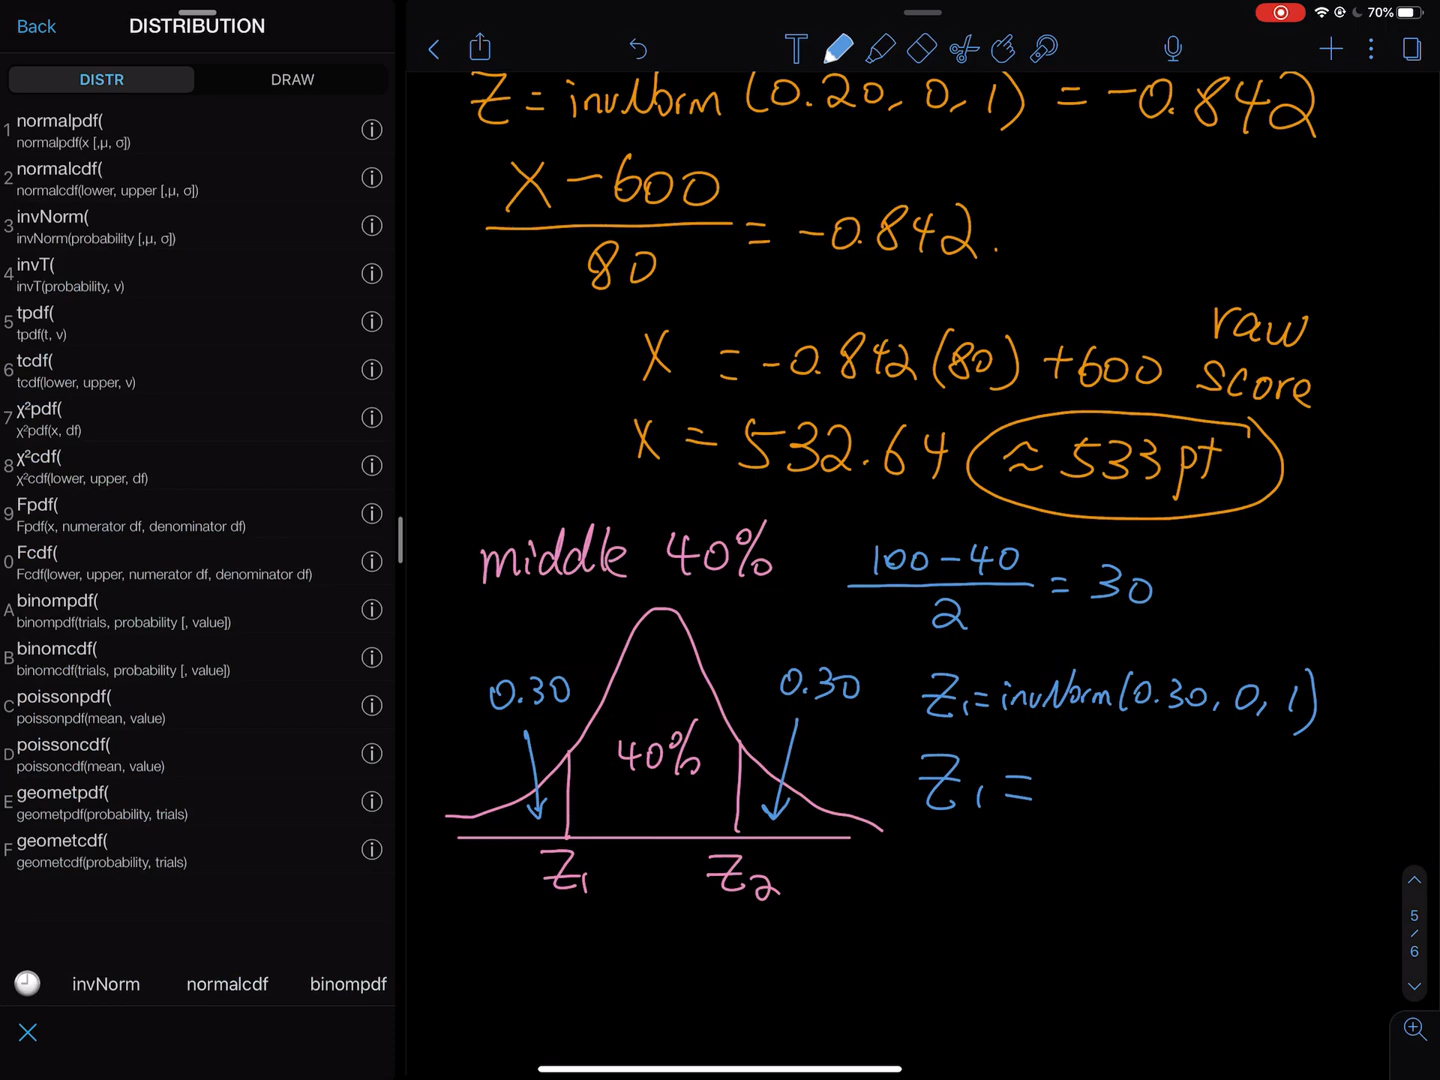 Back
DISTRIBUTION
DISTR
DRAW
1 normalpdf(
normalpdf(x [,μ, σ])
2 normalcdf(
normalcdf(lower, upper [,μ, σ])
3 invNorm(
invNorm(probability [,μ, σ])
4 invT(
invT(probability, v)
5 tpdf(
tpdf(t, v)
6 tcdf(
tcdf(lower, upper, v)
7 χ²pdf(
χ²pdf(x, df)
8 χ²cdf(
χ²cdf(lower, upper, df)
9 Fpdf(
Fpdf(x, numerator df, denominator df)
0 Fcdf(
Fcdf(lower, upper, numerator df, denominator df)
A binompdf(
binompdf(trials, probability [, value])
B binomcdf(
binomcdf(trials, probability [, value])
C poissonpdf(
poissonpdf(mean, value)
D poissoncdf(
poissoncdf(mean, value)
E geometpdf(
geometpdf(probability, trials)
F geometcdf(
geometcdf(probability, trials)
invNorm normalcdf binompdf
70%
Z = invNorm (0.20, 0, 1) = -0.842
X - 600
80
= -0.842.
X = -0.842(80) + 600
raw
score
X = 532.64 ≈ 533 pt
middle 40%
100 - 40
2
= 30
0.30
0.30
40%
Z₁
Z₂
Z₁ = invNorm(0.30, 0, 1)
Z₁ =
5
/
6